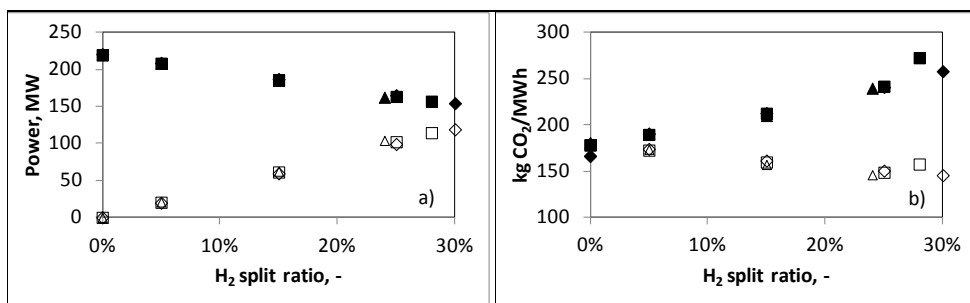 250
200
150
100
50
0
Power, MW
0% 10% 20% 30%
H₂ split ratio, -
a)
300
250
200
150
100
kg CO₂/MWh
0% 10% 20% 30%
H₂ split ratio, -
b)